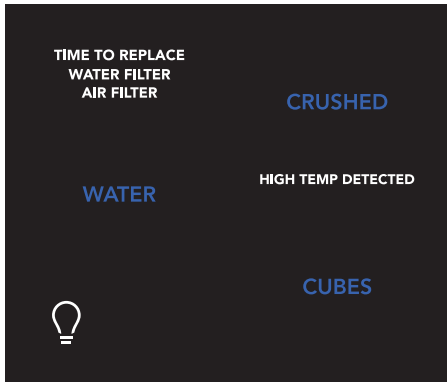 TIME TO REPLACE
WATER FILTER
AIR FILTER
CRUSHED
WATER
HIGH TEMP DETECTED
CUBES